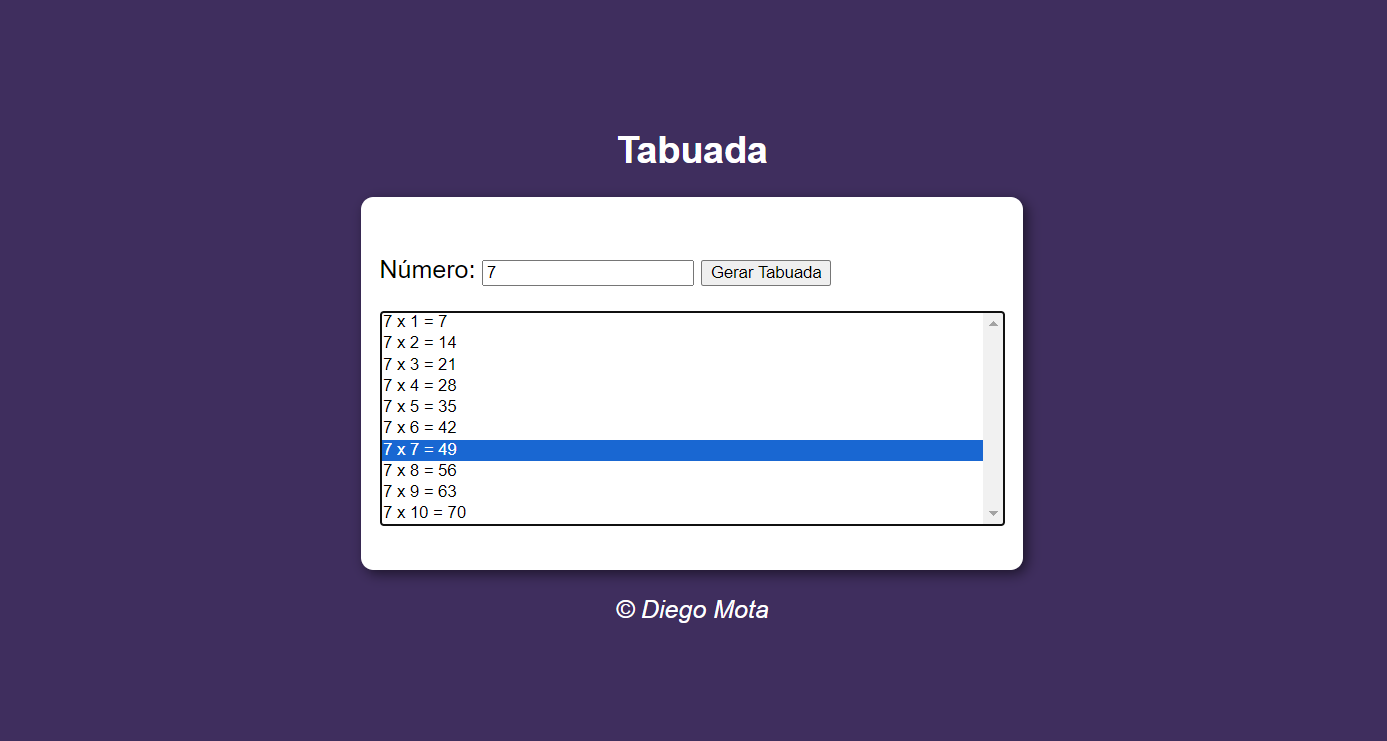 Tabuada
Número: 7 Gerar Tabuada
7 x 1 = 7
7 x 2 = 14
7 x 3 = 21
7 x 4 = 28
7 x 5 = 35
7 x 6 = 42
7 x 7 = 49
7 x 8 = 56
7 x 9 = 63
7 x 10 = 70
© Diego Mota